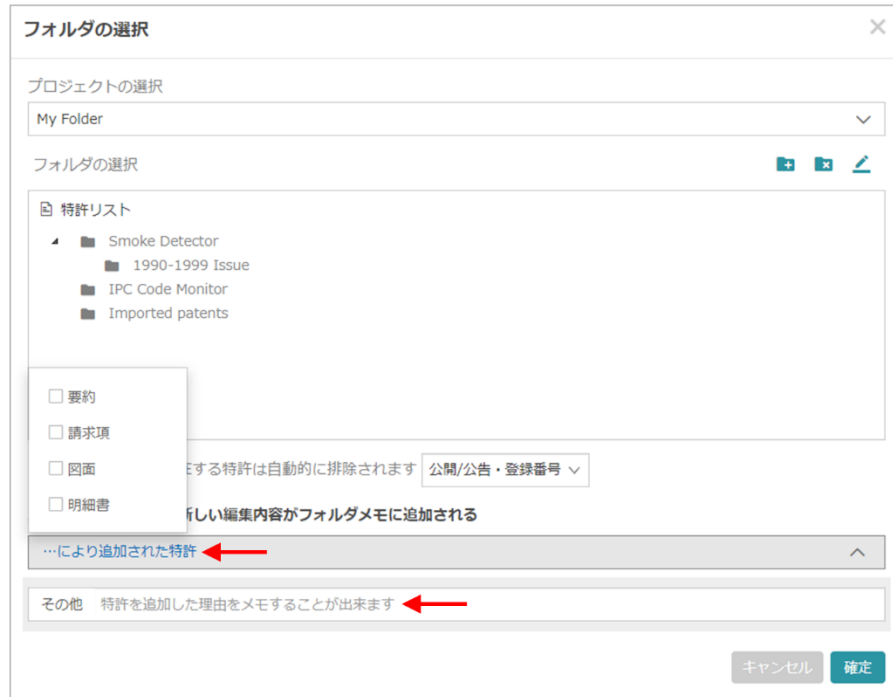 フォルダの選択
プロジェクトの選択
My Folder
フォルダの選択
特許リスト
Smoke Detector
1990-1999 Issue
IPC Code Monitor
Imported patents
要約
請求項
図面
明細書
する特許は自動的に排除されます 公開/公告・登録番号
新しい編集内容がフォルダメモに追加される
…により追加された特許
その他 特許を追加した理由をメモすることが出来ます
キャンセル 確定